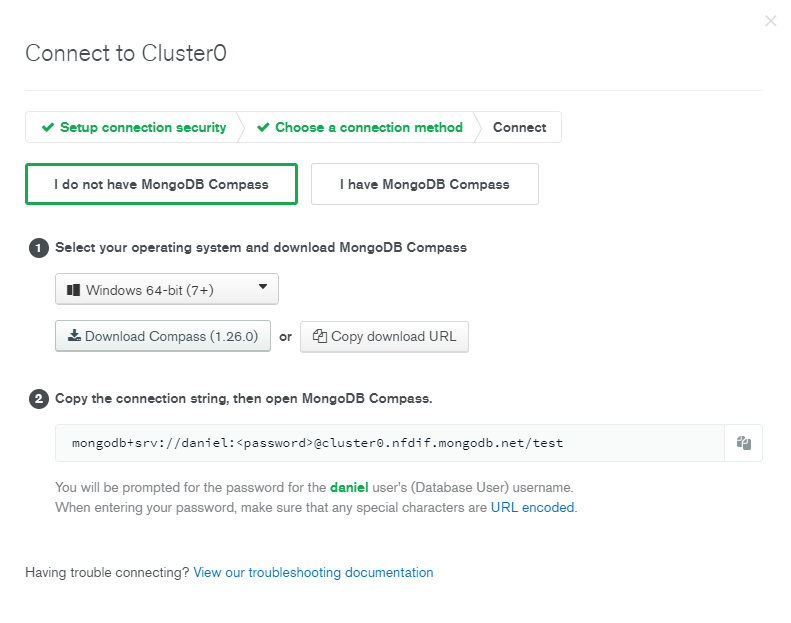 Connect to Cluster0
Setup connection security
Choose a connection method
Connect
I do not have MongoDB Compass
I have MongoDB Compass
1 Select your operating system and download MongoDB Compass
Windows 64-bit (7+)
Download Compass (1.26.0) or Copy download URL
2 Copy the connection string, then open MongoDB Compass.
mongodb+srv://daniel:<password>@cluster0.nfdif.mongodb.net/test
You will be prompted for the password for the daniel user's (Database User) username.
When entering your password, make sure that any special characters are URL encoded.
Having trouble connecting? View our troubleshooting documentation